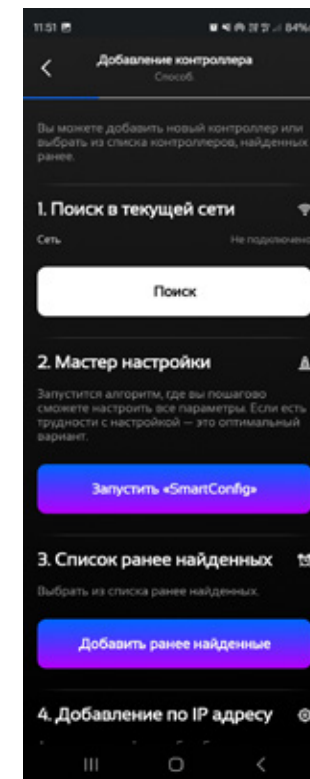 11:51
84%
Добавление контроллера
Способ.
Вы можете добавить новый контроллер или
выбрать из списка контроллеров, найденных
ранее.
1. Поиск в текущей сети
Сеть
Не подключено
Поиск
2. Мастер настройки
Запустится алгоритм, где вы пошагово
сможете настроить все параметры. Если есть
трудности с настройкой — это оптимальный
вариант.
Запустить «SmartConfig»
3. Список ранее найденных
Выбрать из списка ранее найденных.
Добавить ранее найденные
4. Добавление по IP адресу